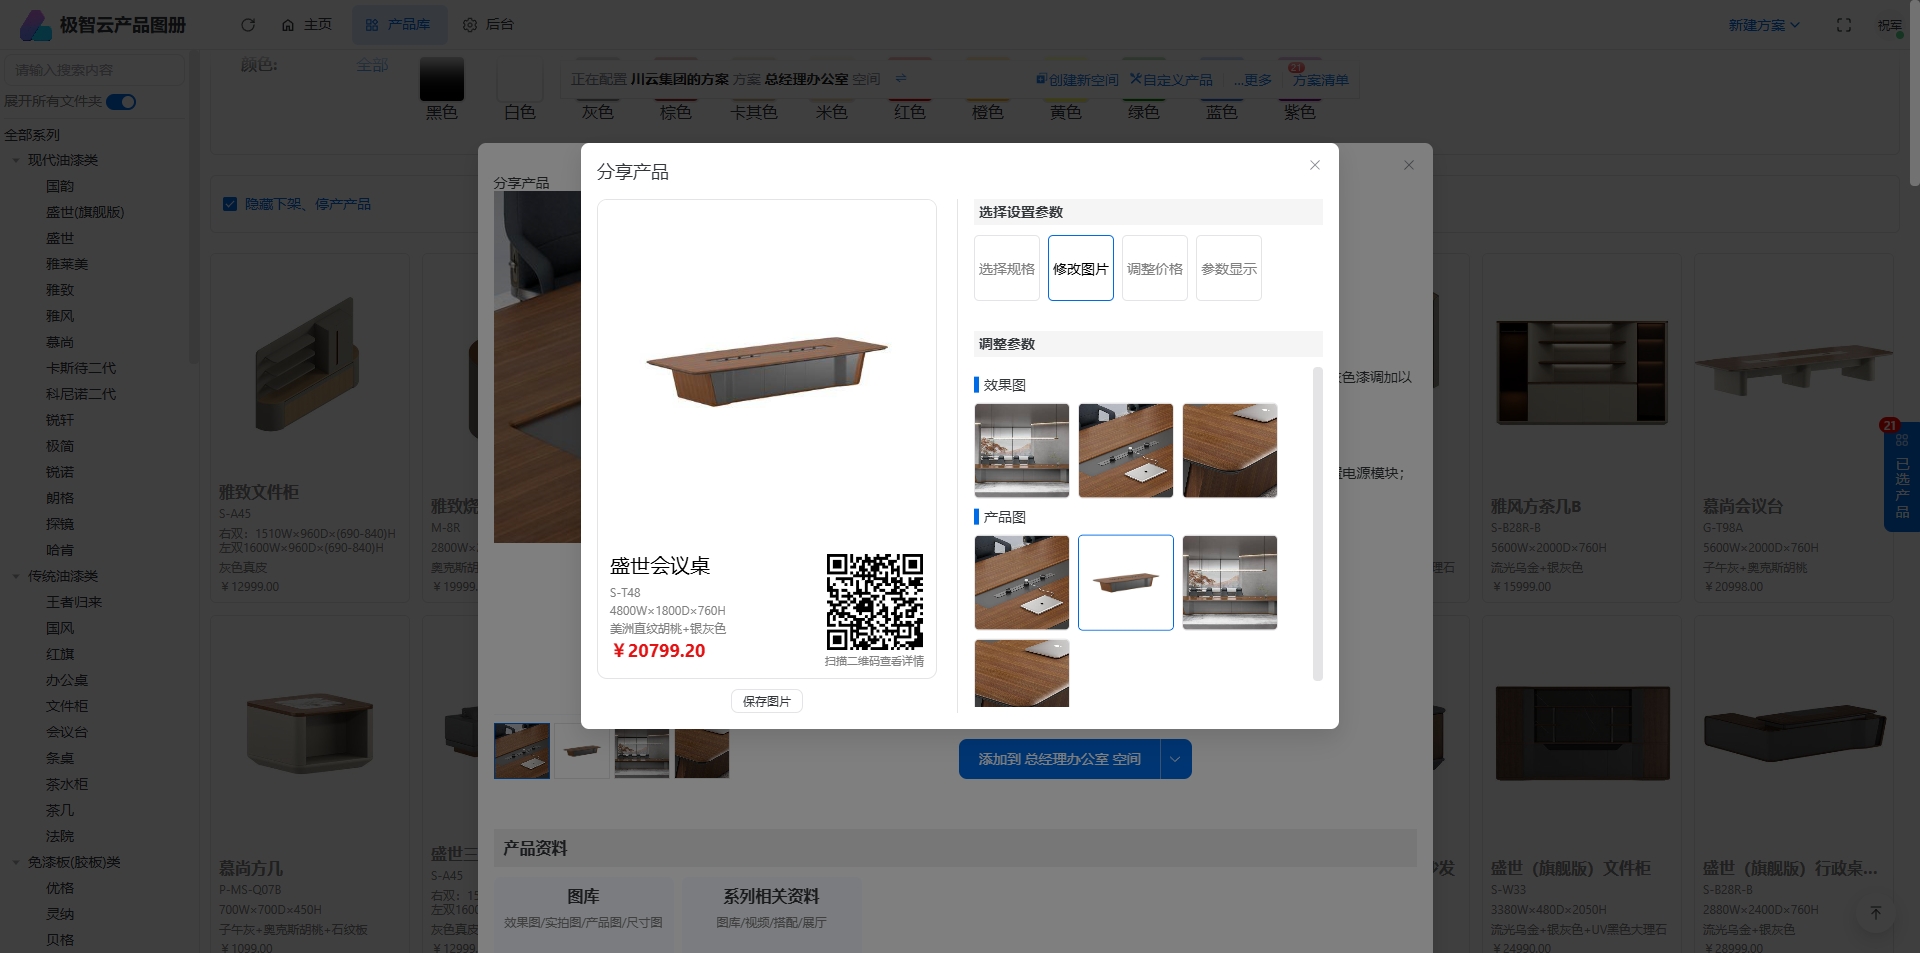 极智云产品图册
主页
产品库
后台
新建方案
祝军
请输入搜索内容
展开所有文件夹
全部系列
现代油漆类
国韵
盛世(旗舰版)
盛世
雅莱美
雅致
雅风
慕尚
卡斯待二代
科尼诺二代
锐轩
极简
锐诺
朗格
探镜
哈肯
传统油漆类
王者归来
国风
红旗
办公桌
文件柜
会议台
条桌
茶水柜
茶几
法院
免漆板(胶板)类
优格
灵纳
贝格
颜色:
全部
黑色
白色
灰色
棕色
卡其色
米色
红色
橙色
黄色
绿色
蓝色
紫色
正在配置 川云集团的方案 方案 总经理办公室 空间
创建新空间
自定义产品
...更多
21
方案清单
隐藏下架、停产产品
雅致文件柜
S-A45
右双：1510W×960D×(690-840)H
左双1600W×960D×(690-840)H
灰色真皮
￥12999.00
M-8R
￥19999.
慕尚方几
P-MS-Q07B
700W×700D×450H
子午灰+奥克斯胡桃+石纹板
￥1099.00
盛世三
S-A45
右双：15
左双1600
灰色真皮
￥12999.
雅风方茶几B
S-B28R-B
5600W×2000D×760H
流光乌金+银灰色
￥15999.00
慕尚会议台
G-T98A
5600W×2000D×760H
子午灰+奥克斯胡桃
￥20998.00
盛世（旗舰版）文件柜
S-W33
3380W×480D×2050H
流光乌金+银灰色+UV黑色大理石
￥24990.00
盛世（旗舰版）行政桌...
S-B28R-B
2880W×2400D×760H
流光乌金+银灰色
￥28999.00
21
已选产品
分享产品
色漆调加以
电源模块；
添加到 总经理办公室 空间
产品资料
图库
效果图/实拍图/产品图/尺寸图
系列相关资料
图库/视频/搭配/展厅
分享产品
盛世会议桌
S-T48
4800W×1800D×760H
美洲直纹胡桃+银灰色
￥20799.20
扫描二维码查看详情
保存图片
选择设置参数
选择规格
修改图片
调整价格
参数显示
调整参数
效果图
产品图